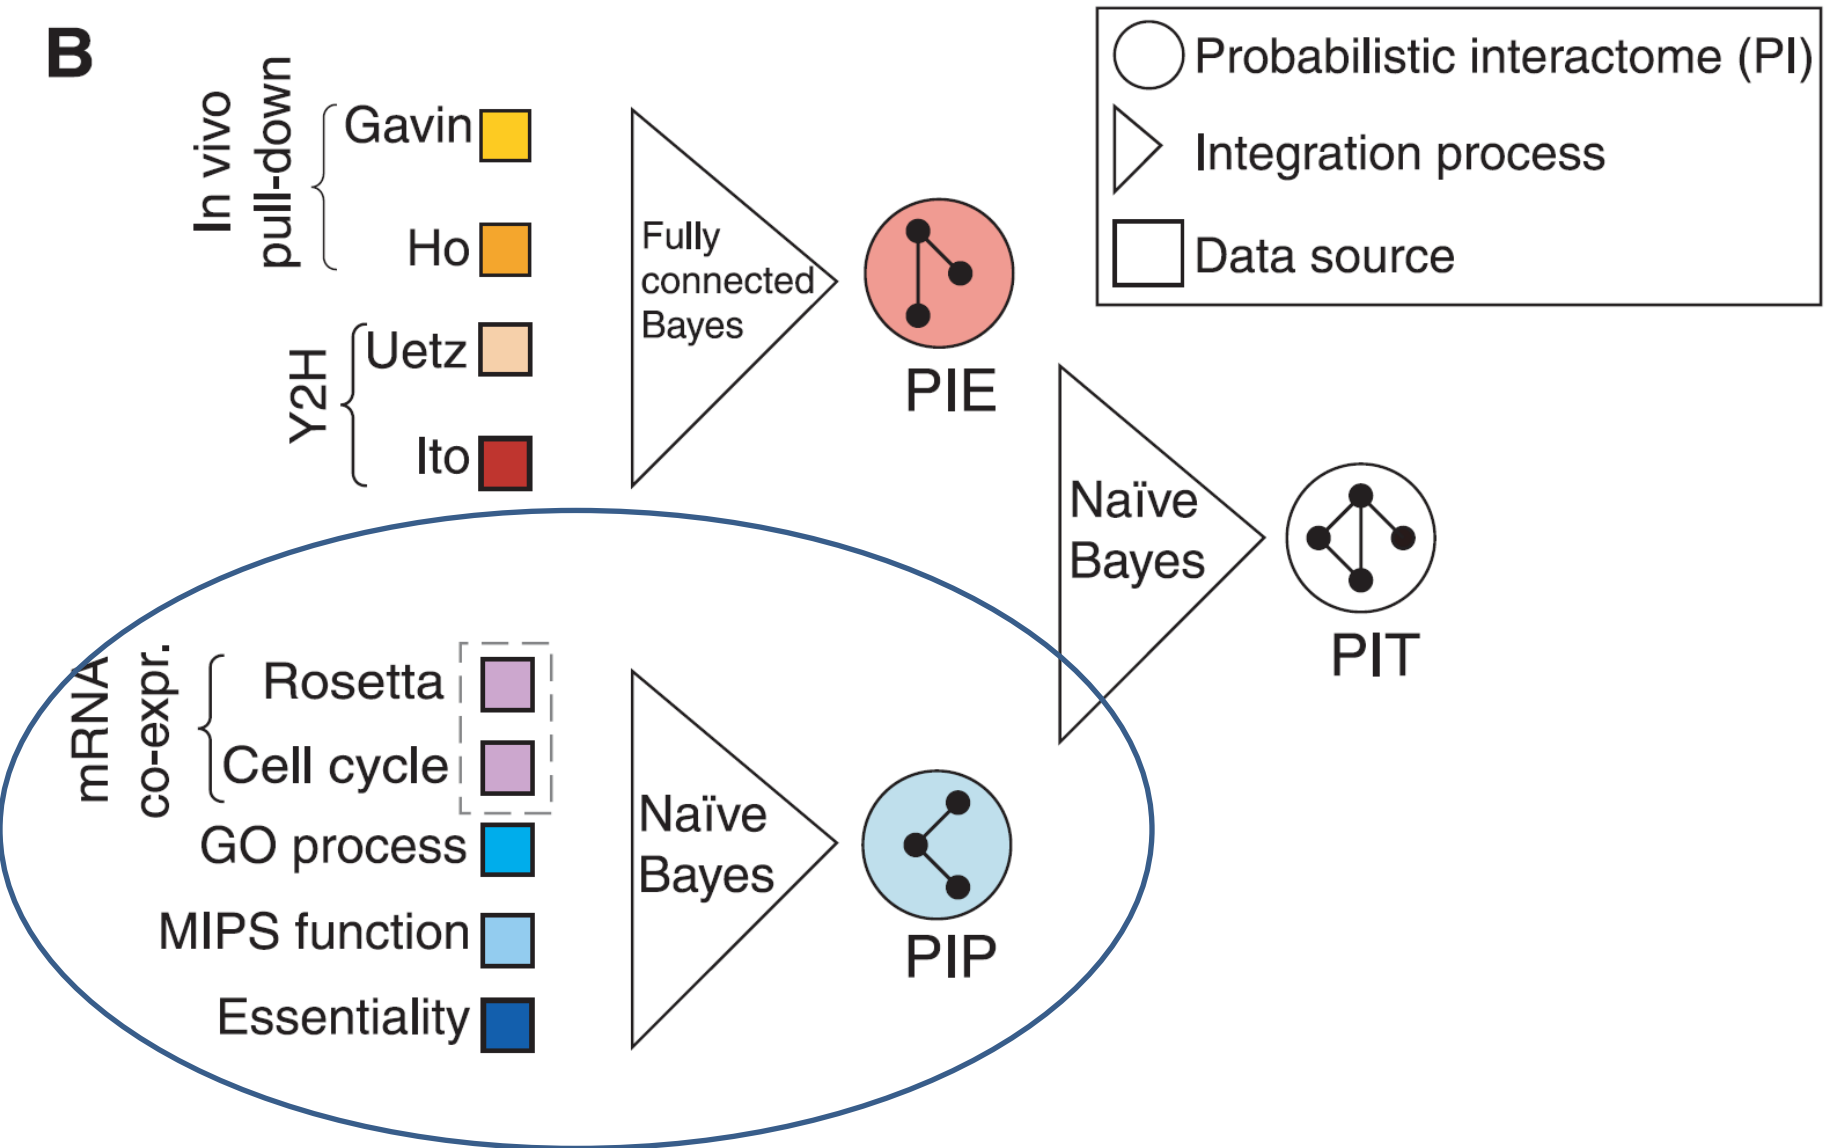 B
In vivo
pull-down
Gavin
Ho
Y2H
Uetz
Ito
Fully
connected
Bayes
PIE
Probabilistic interactome (PI)
Integration process
Data source
Naïve
Bayes
PIT
mRNA
co-expr.
Rosetta
Cell cycle
GO process
MIPS function
Essentiality
Naïve
Bayes
PIP